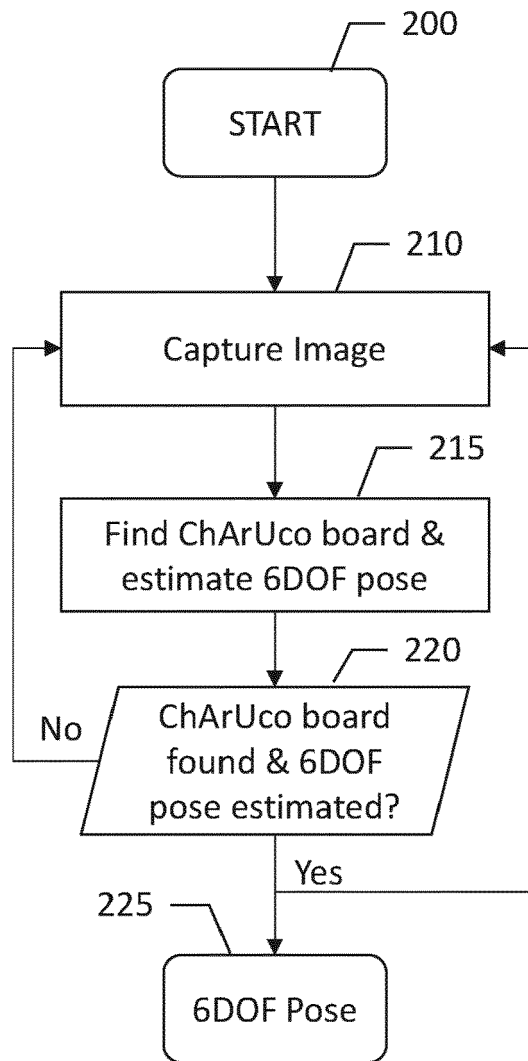 200
START
210
Capture Image
215
Find ChArUco board &
estimate 6DOF pose
220
No
ChArUco board
found & 6DOF
pose estimated?
Yes
225
6DOF Pose